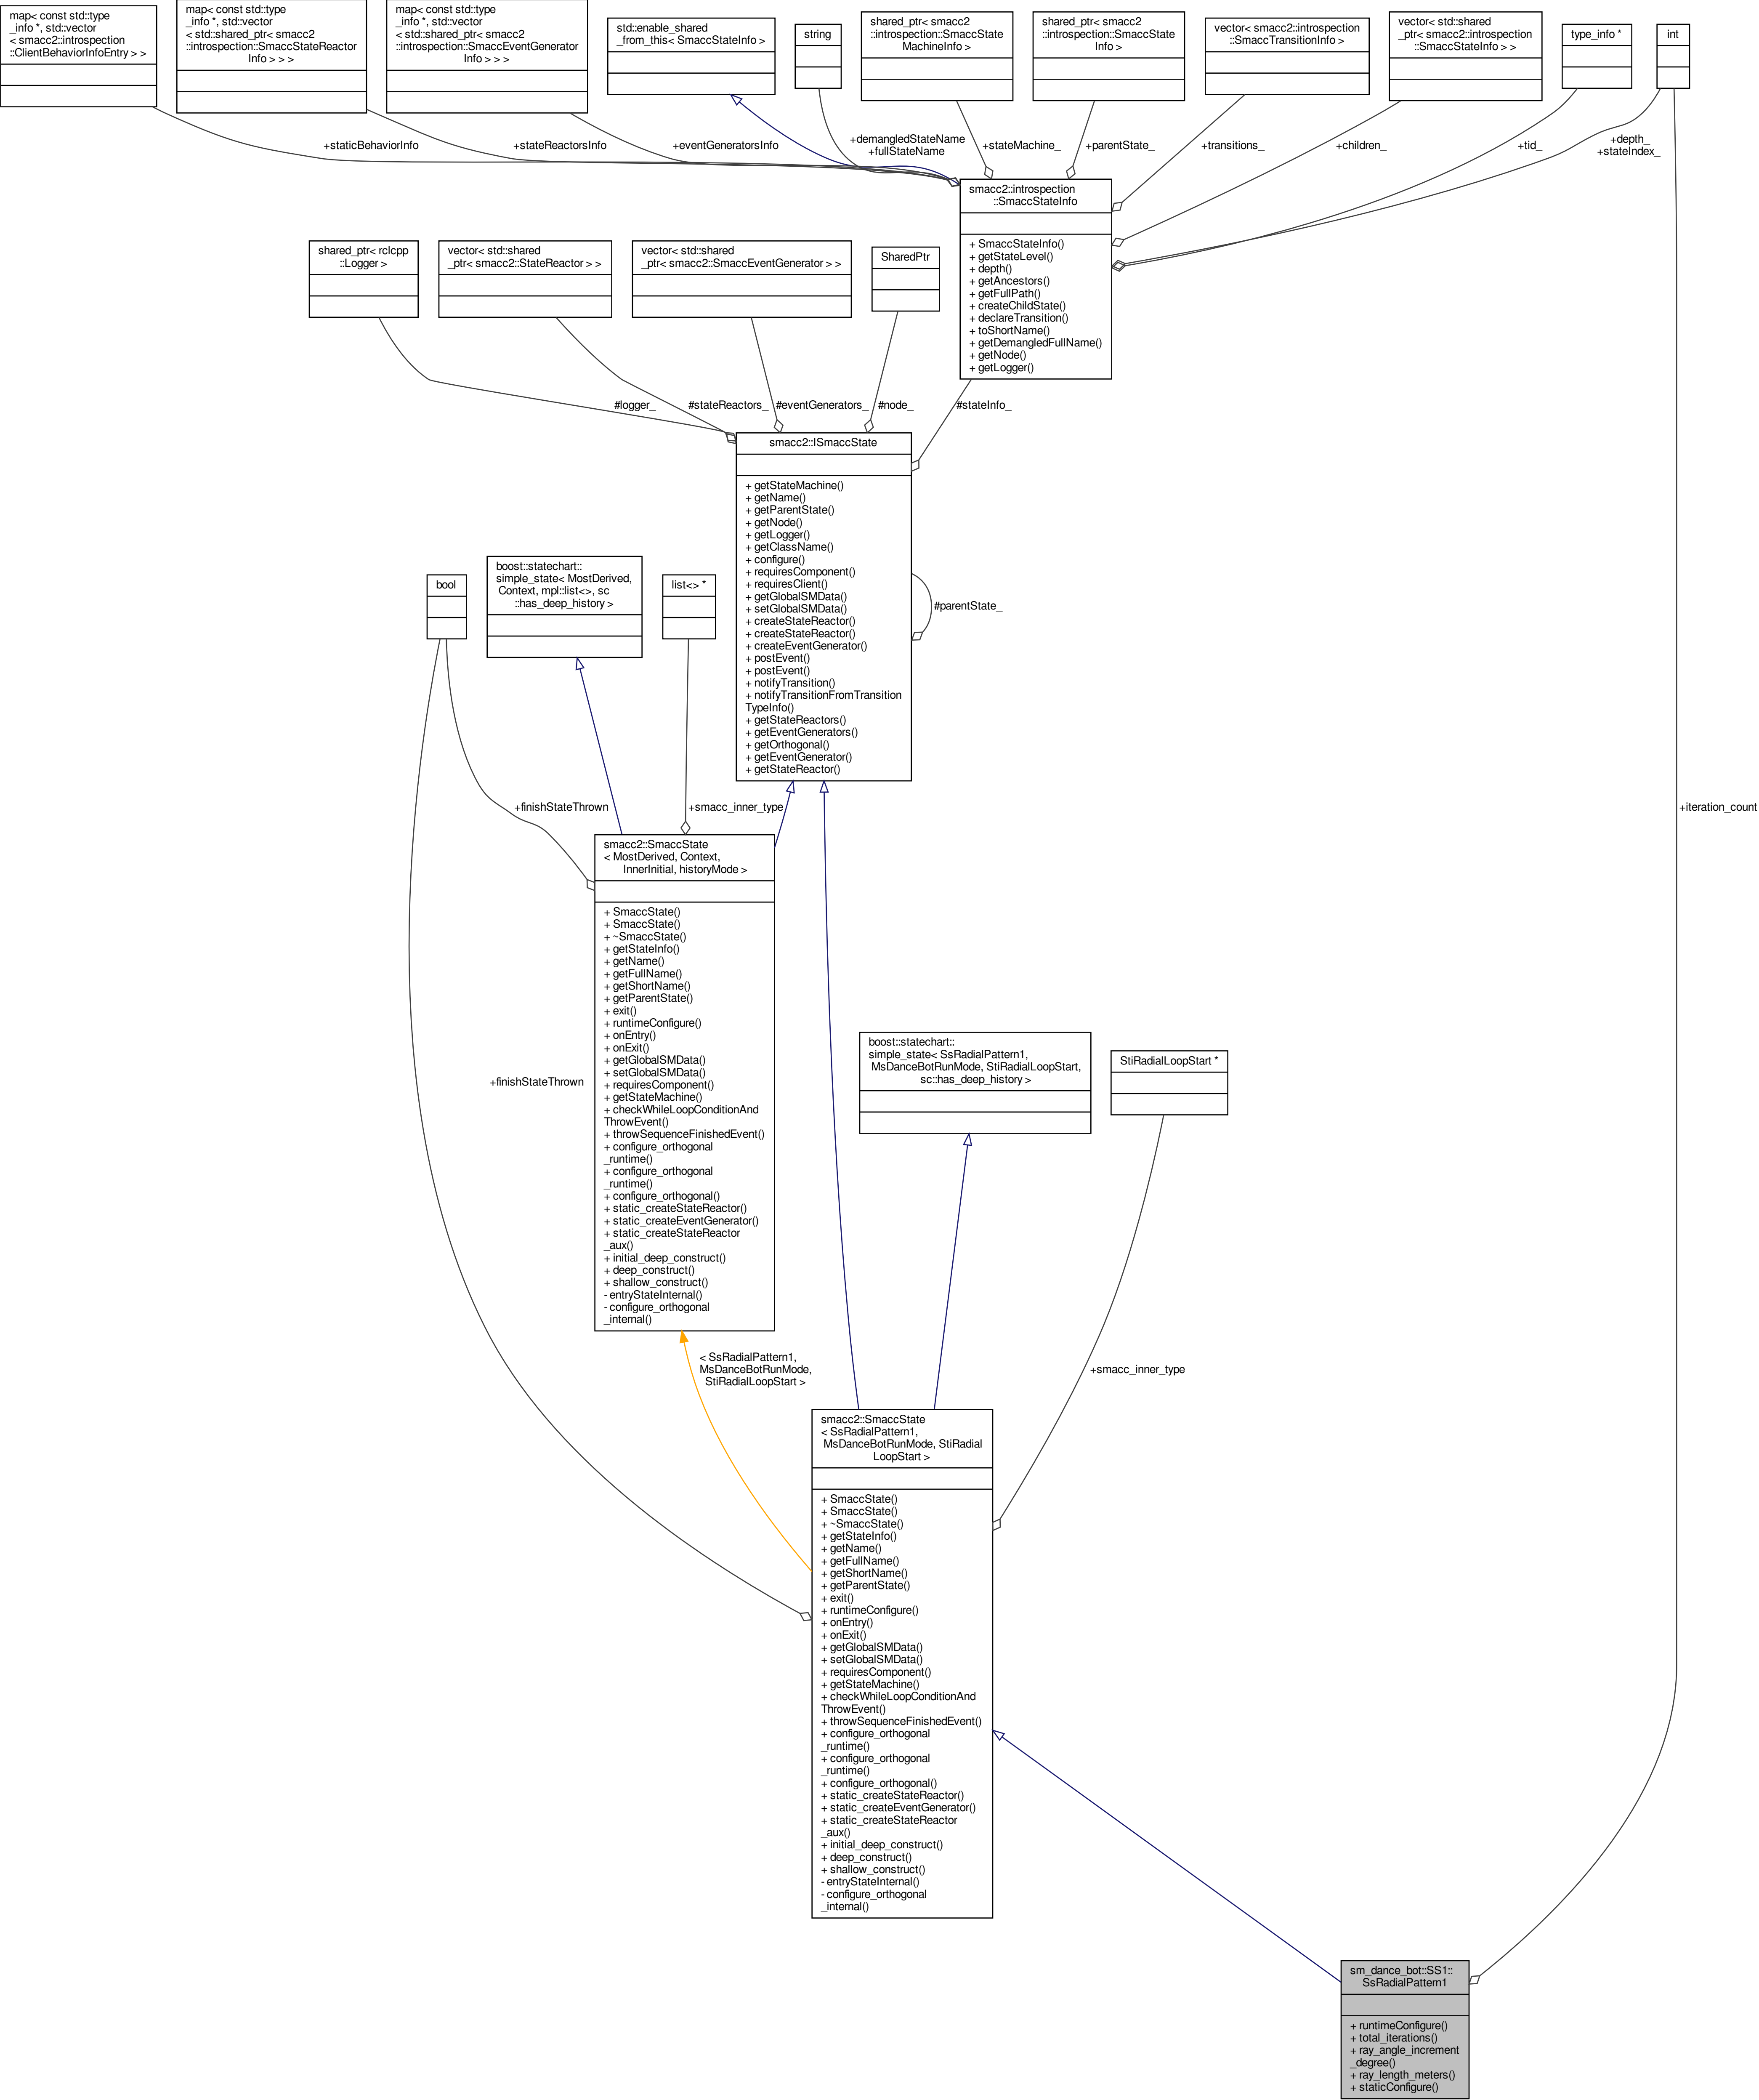 map< const std::type
_info *, std::vector
< smacc2::introspection
::ClientBehaviorInfoEntry > >
map< const std::type
_info *, std::vector
< std::shared_ptr< smacc2
::introspection::SmaccStateReactor
Info > > >
map< const std::type
_info *, std::vector
< std::shared_ptr< smacc2
::introspection::SmaccEventGenerator
Info > > >
std::enable_shared
_from_this< SmaccStateInfo >
string
shared_ptr< smacc2
::introspection::SmaccState
MachineInfo >
shared_ptr< smacc2
::introspection::SmaccState
Info >
vector< smacc2::introspection
::SmaccTransitionInfo >
vector< std::shared
_ptr< smacc2::introspection
::SmaccStateInfo > >
type_info *
int
+staticBehaviorInfo
+stateReactorsInfo
+eventGeneratorsInfo
+demangledStateName
+fullStateName
+stateMachine_
+parentState_
+transitions_
+children_
+tid_
+depth_
+stateIndex_
smacc2::introspection
::SmaccStateInfo
+ SmaccStateInfo()
+ getStateLevel()
+ depth()
+ getAncestors()
+ getFullPath()
+ createChildState()
+ declareTransition()
+ toShortName()
+ getDemangledFullName()
+ getNode()
+ getLogger()
shared_ptr< rclcpp
::Logger >
vector< std::shared
_ptr< smacc2::StateReactor > >
vector< std::shared
_ptr< smacc2::SmaccEventGenerator > >
SharedPtr
#logger_
#stateReactors_
#eventGenerators_
#node_
#stateInfo_
smacc2::ISmaccState
+ getStateMachine()
+ getName()
+ getParentState()
+ getNode()
+ getLogger()
+ getClassName()
+ configure()
+ requiresComponent()
+ requiresClient()
+ getGlobalSMData()
+ setGlobalSMData()
+ createStateReactor()
+ createStateReactor()
+ createEventGenerator()
+ postEvent()
+ postEvent()
+ notifyTransition()
+ notifyTransitionFromTransition
TypeInfo()
+ getStateReactors()
+ getEventGenerators()
+ getOrthogonal()
+ getEventGenerator()
+ getStateReactor()
#parentState_
bool
boost::statechart::
simple_state< MostDerived,
Context, mpl::list<>, sc
::has_deep_history >
list<> *
+finishStateThrown
+smacc_inner_type
+iteration_count
smacc2::SmaccState
< MostDerived, Context,
InnerInitial, historyMode >
+ SmaccState()
+ SmaccState()
+ ~SmaccState()
+ getStateInfo()
+ getName()
+ getFullName()
+ getShortName()
+ getParentState()
+ exit()
+ runtimeConfigure()
+ onEntry()
+ onExit()
+ getGlobalSMData()
+ setGlobalSMData()
+ requiresComponent()
+ getStateMachine()
+ checkWhileLoopConditionAnd
ThrowEvent()
+ throwSequenceFinishedEvent()
+ configure_orthogonal
_runtime()
+ configure_orthogonal
_runtime()
+ configure_orthogonal()
+ static_createStateReactor()
+ static_createEventGenerator()
+ static_createStateReactor
_aux()
+ initial_deep_construct()
+ deep_construct()
+ shallow_construct()
- entryStateInternal()
- configure_orthogonal
_internal()
+finishStateThrown
boost::statechart::
simple_state< SsRadialPattern1,
MsDanceBotRunMode, StiRadialLoopStart,
sc::has_deep_history >
StiRadialLoopStart *
< SsRadialPattern1,
MsDanceBotRunMode,
StiRadialLoopStart >
+smacc_inner_type
smacc2::SmaccState
< SsRadialPattern1,
MsDanceBotRunMode, StiRadial
LoopStart >
+ SmaccState()
+ SmaccState()
+ ~SmaccState()
+ getStateInfo()
+ getName()
+ getFullName()
+ getShortName()
+ getParentState()
+ exit()
+ runtimeConfigure()
+ onEntry()
+ onExit()
+ getGlobalSMData()
+ setGlobalSMData()
+ requiresComponent()
+ getStateMachine()
+ checkWhileLoopConditionAnd
ThrowEvent()
+ throwSequenceFinishedEvent()
+ configure_orthogonal
_runtime()
+ configure_orthogonal
_runtime()
+ configure_orthogonal()
+ static_createStateReactor()
+ static_createEventGenerator()
+ static_createStateReactor
_aux()
+ initial_deep_construct()
+ deep_construct()
+ shallow_construct()
- entryStateInternal()
- configure_orthogonal
_internal()
sm_dance_bot::SS1::
SsRadialPattern1
+ runtimeConfigure()
+ total_iterations()
+ ray_angle_increment
_degree()
+ ray_length_meters()
+ staticConfigure()